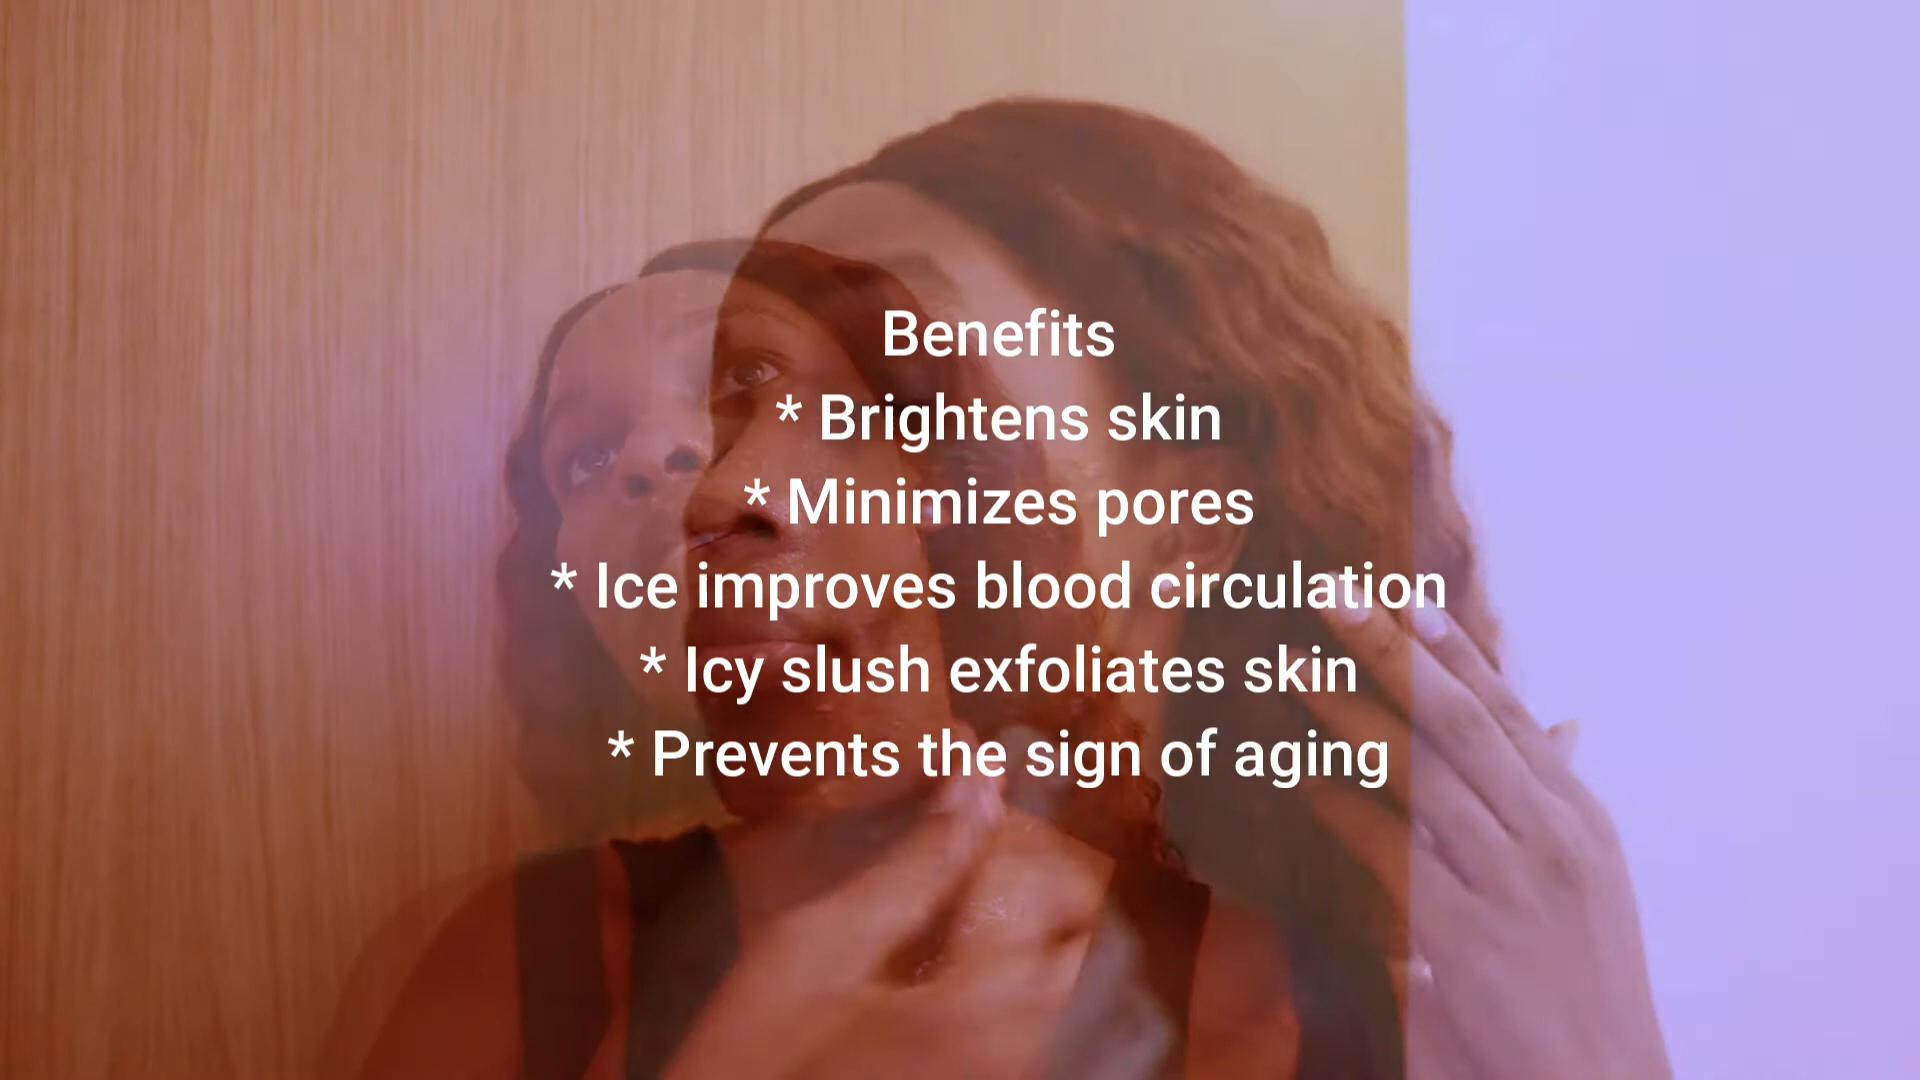 Benefits
* Brightens skin
* Minimizes pores
* Ice improves blood circulation
* Icy slush exfoliates skin
* Prevents the sign of aging